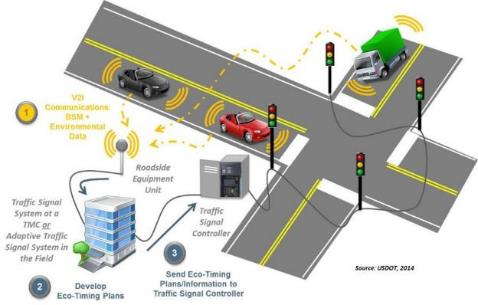 1
V2I
Communications:
BSM +
Environmental
Data
Roadside
Equipment
Unit
Traffic Signal
System at a
TMC or
Adaptive Traffic
Signal System in
the Field
Traffic
Signal
Controller
2
Develop
Eco-Timing Plans
3
Send Eco-Timing
Plans/Information to
Traffic Signal Controller
Source: USDOT, 2014